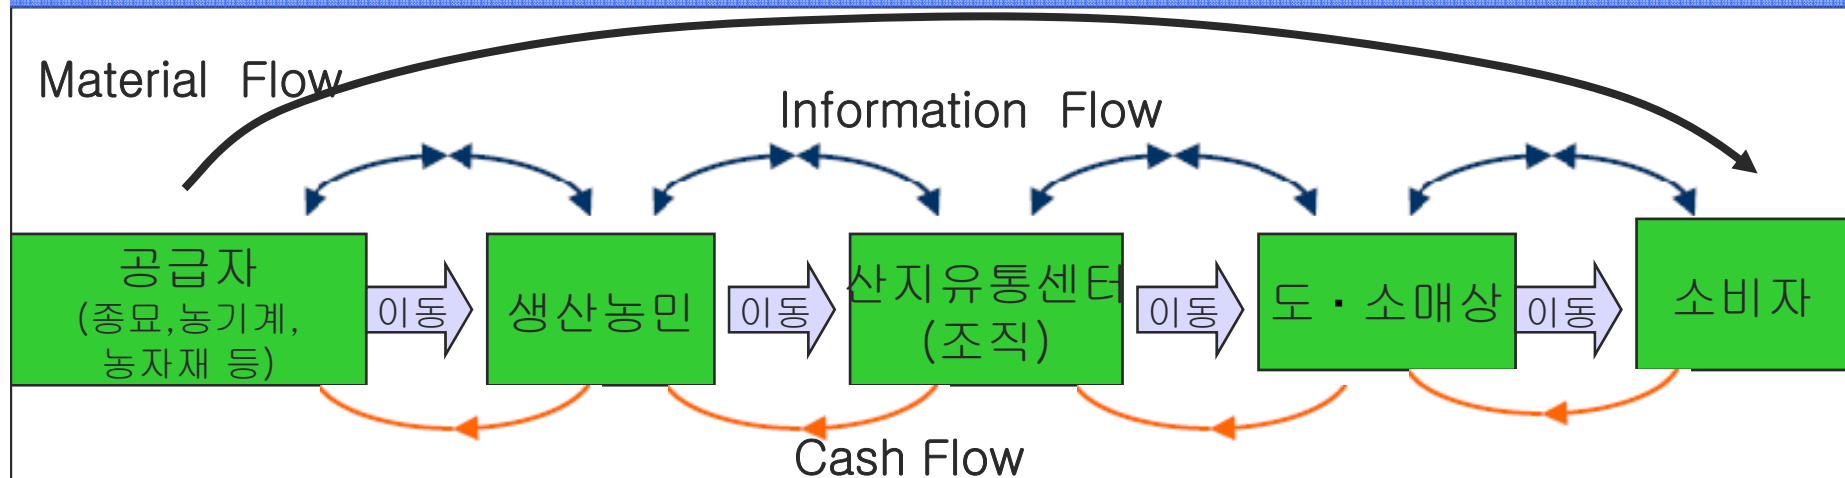 Material Flow
Information Flow
공급자
(종묘,농기계,
농자재 등)
이동
생산농민
이동
산지유통센터
(조직)
이동
도·소매상
이동
소비자
Cash Flow